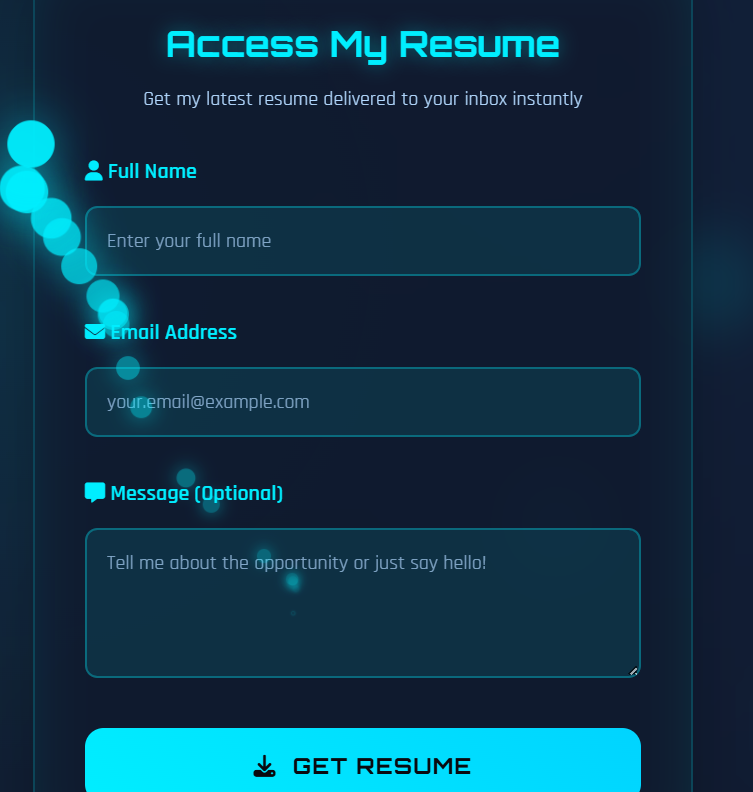 Access My Resume
Get my latest resume delivered to your inbox instantly
Full Name
Enter your full name
Email Address
your.email@example.com
Message (Optional)
Tell me about the opportunity or just say hello!
GET RESUME